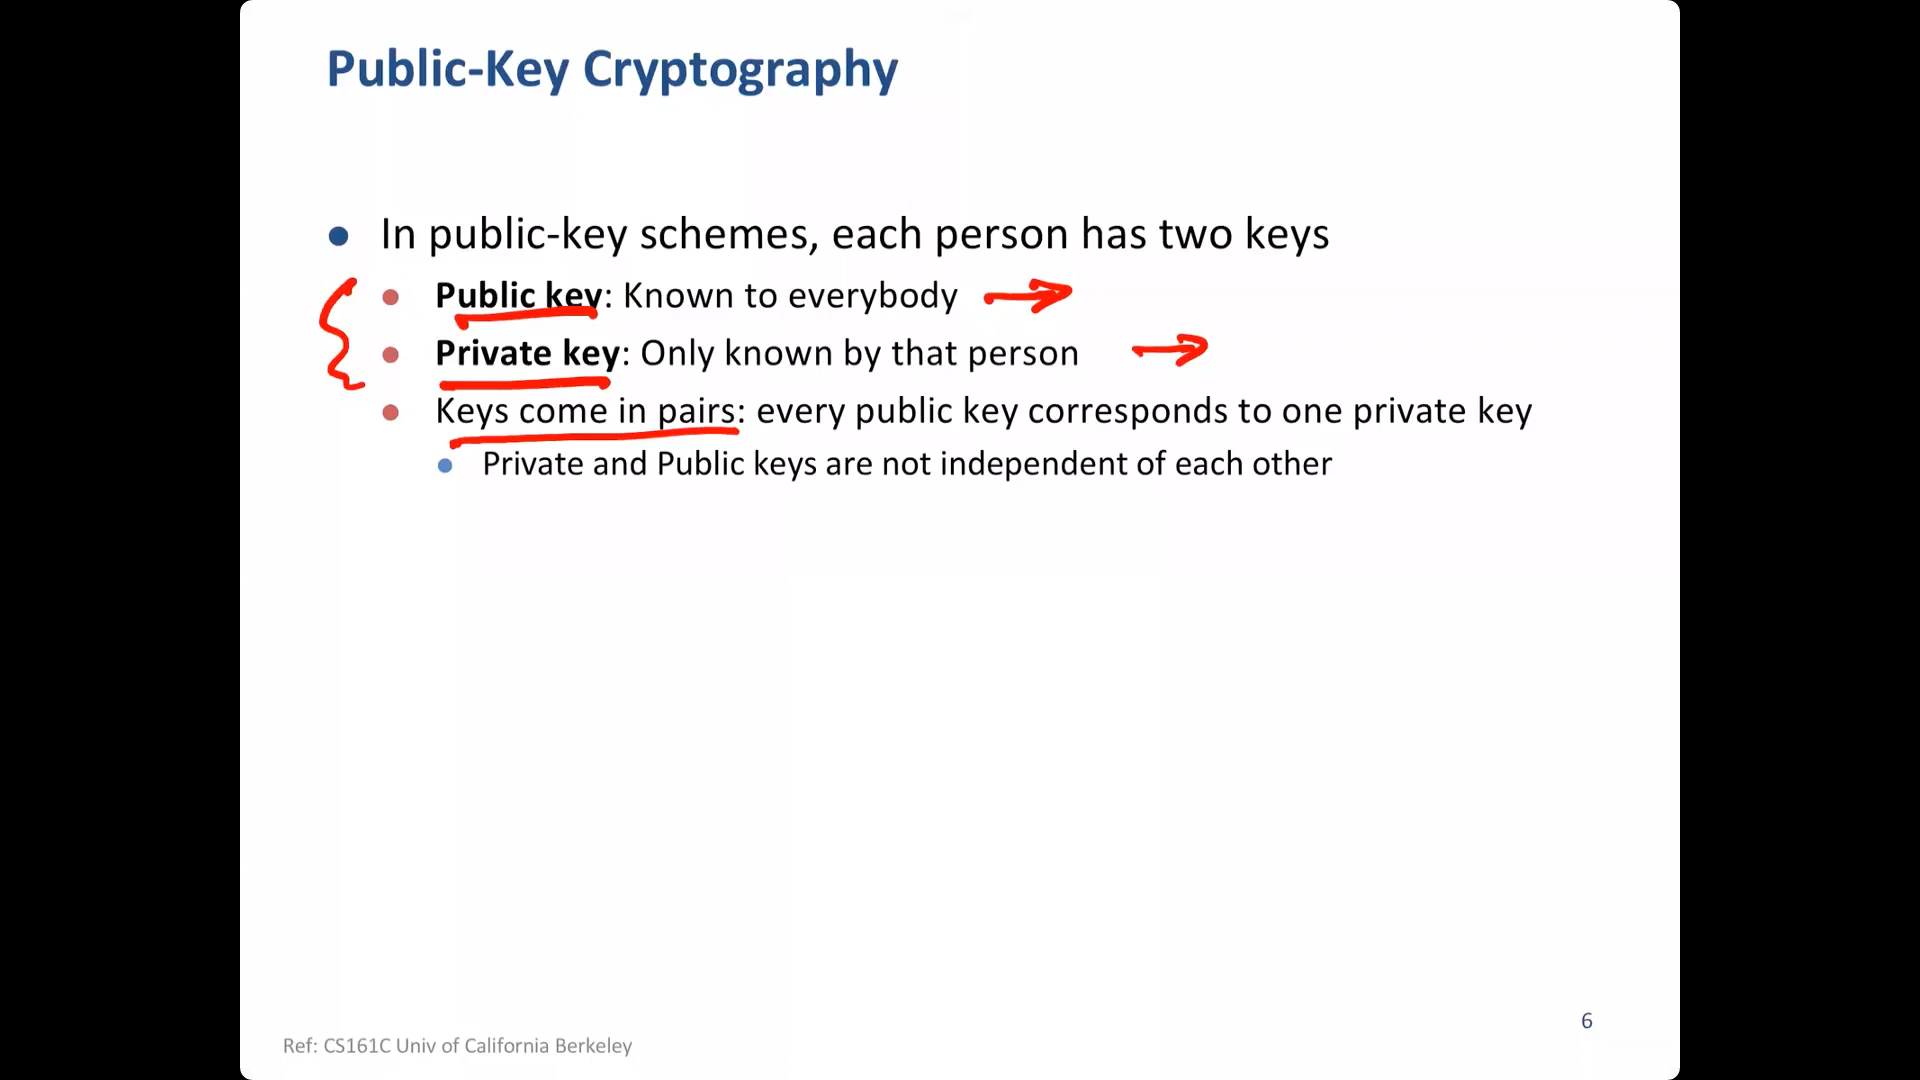 Public-Key Cryptography
In public-key schemes, each person has two keys
Public key: Known to everybody
Private key: Only known by that person
Keys come in pairs: every public key corresponds to one private key
Private and Public keys are not independent of each other
6
Ref: CS161C Univ of California Berkeley